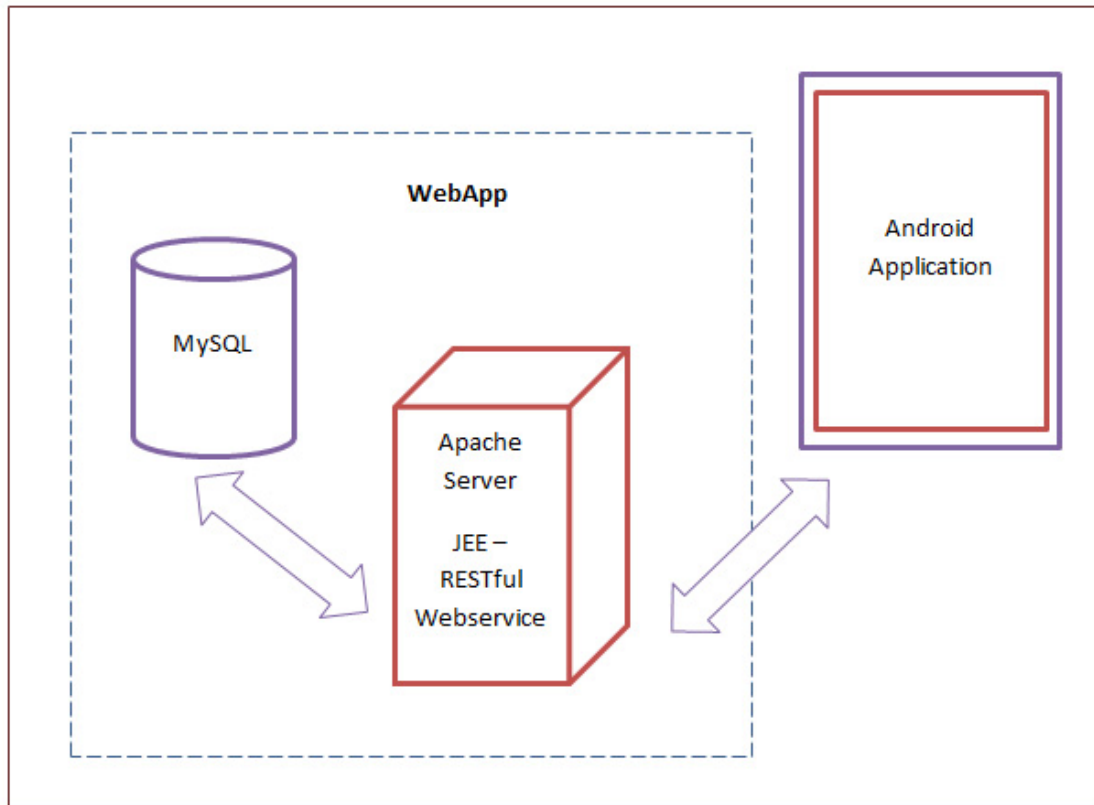 WebApp
MySQL
Apache
Server
JEE –
RESTful
Webservice
Android
Application